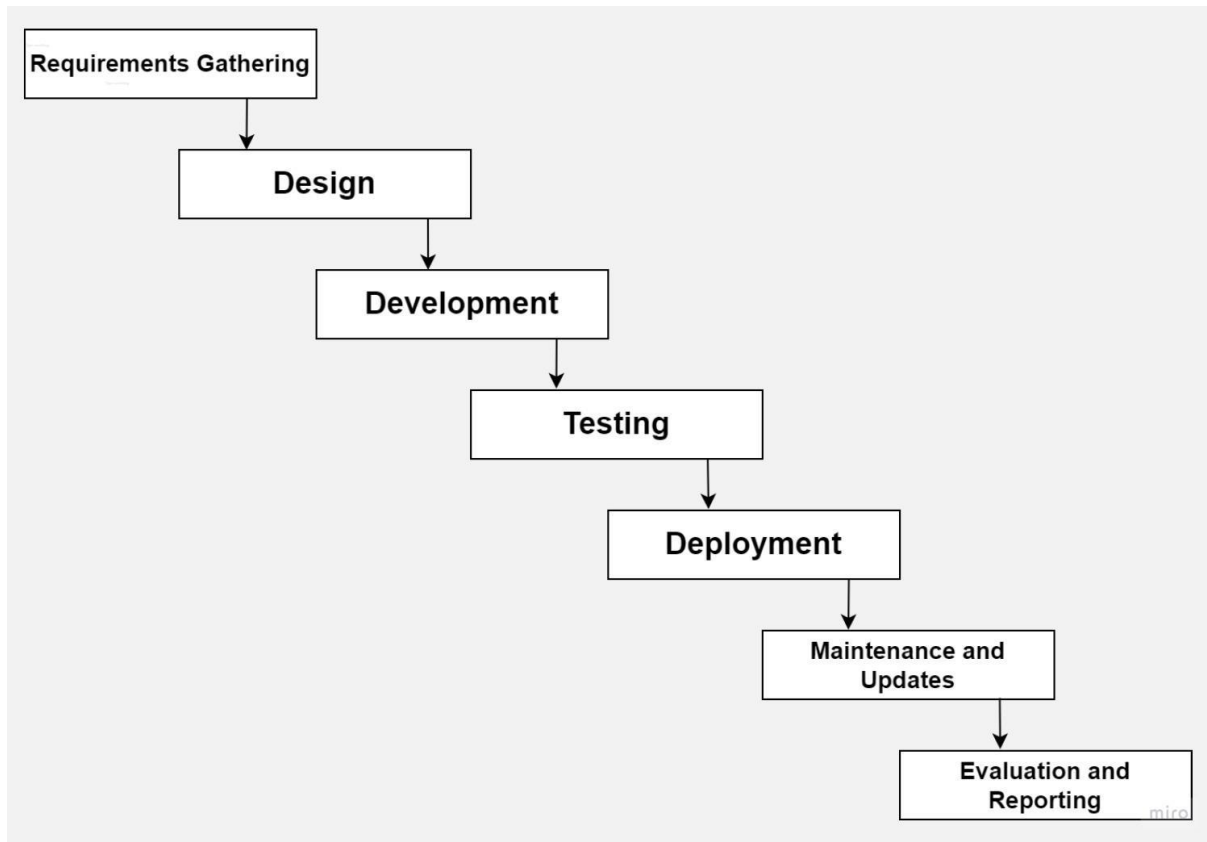 Requirements Gathering
Design
Development
Testing
Deployment
Maintenance and
Updates
Evaluation and
Reporting
miro